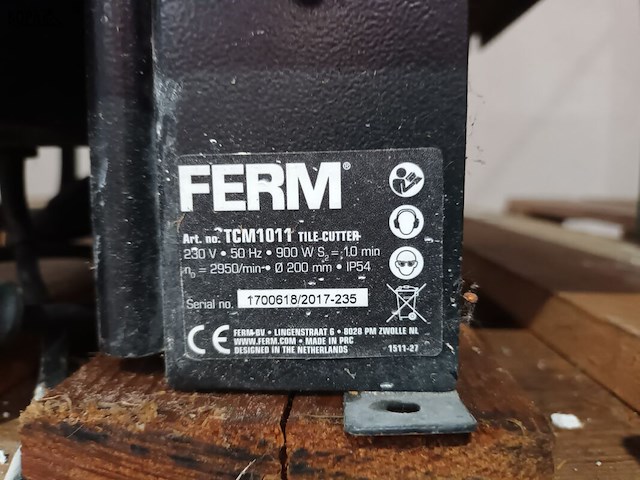 FERM®
Art. no. TCM1011 TILE CUTTER
230 V • 50 Hz • 900 W S₂ = 10 min
n₀ = 2950/min • Ø 200 mm • IP54
Serial no. 1700618/2017-235
CE FERM BV • LINGENSTRAAT 6 • 8028 PM ZWOLLE NL
WWW.FERM.COM • MADE IN PRC
DESIGNED IN THE NETHERLANDS 1511-27